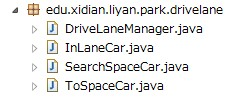 edu.xidian.liyan.park.drivelane
DriveLaneManager.java
InLaneCar.java
SearchSpaceCar.java
ToSpaceCar.java